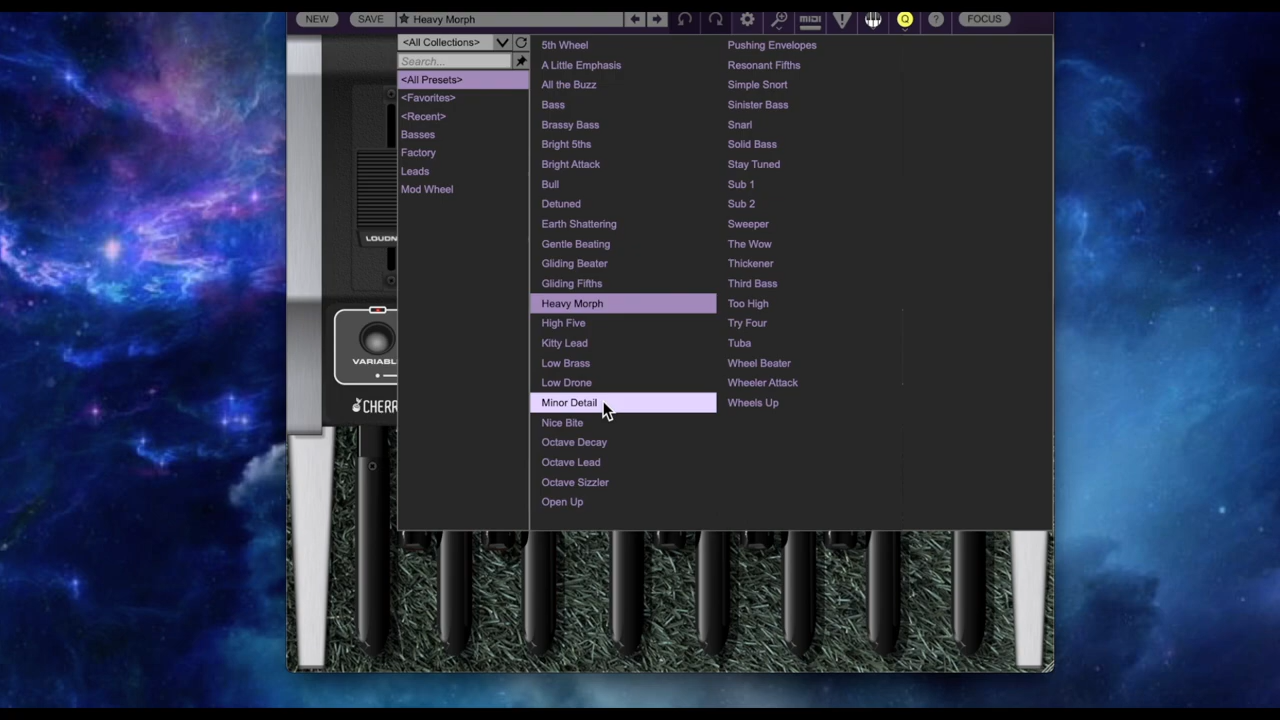 NEW
SAVE
Heavy Morph
MIDI
Q
?
FOCUS
<All Collections>
Search...
<All Presets>
<Favorites>
<Recent>
Basses
Factory
Leads
Mod Wheel
5th Wheel
A Little Emphasis
All the Buzz
Bass
Brassy Bass
Bright 5ths
Bright Attack
Bull
Detuned
Earth Shattering
Gentle Beating
Gliding Beater
Gliding Fifths
Heavy Morph
High Five
Kitty Lead
Low Brass
Low Drone
Minor Detail
Nice Bite
Octave Decay
Octave Lead
Octave Sizzler
Open Up
Pushing Envelopes
Resonant Fifths
Simple Snort
Sinister Bass
Snarl
Solid Bass
Stay Tuned
Sub 1
Sub 2
Sweeper
The Wow
Thickener
Third Bass
Too High
Try Four
Tuba
Wheel Beater
Wheeler Attack
Wheels Up
LOUDN
VARIABL
CHERR